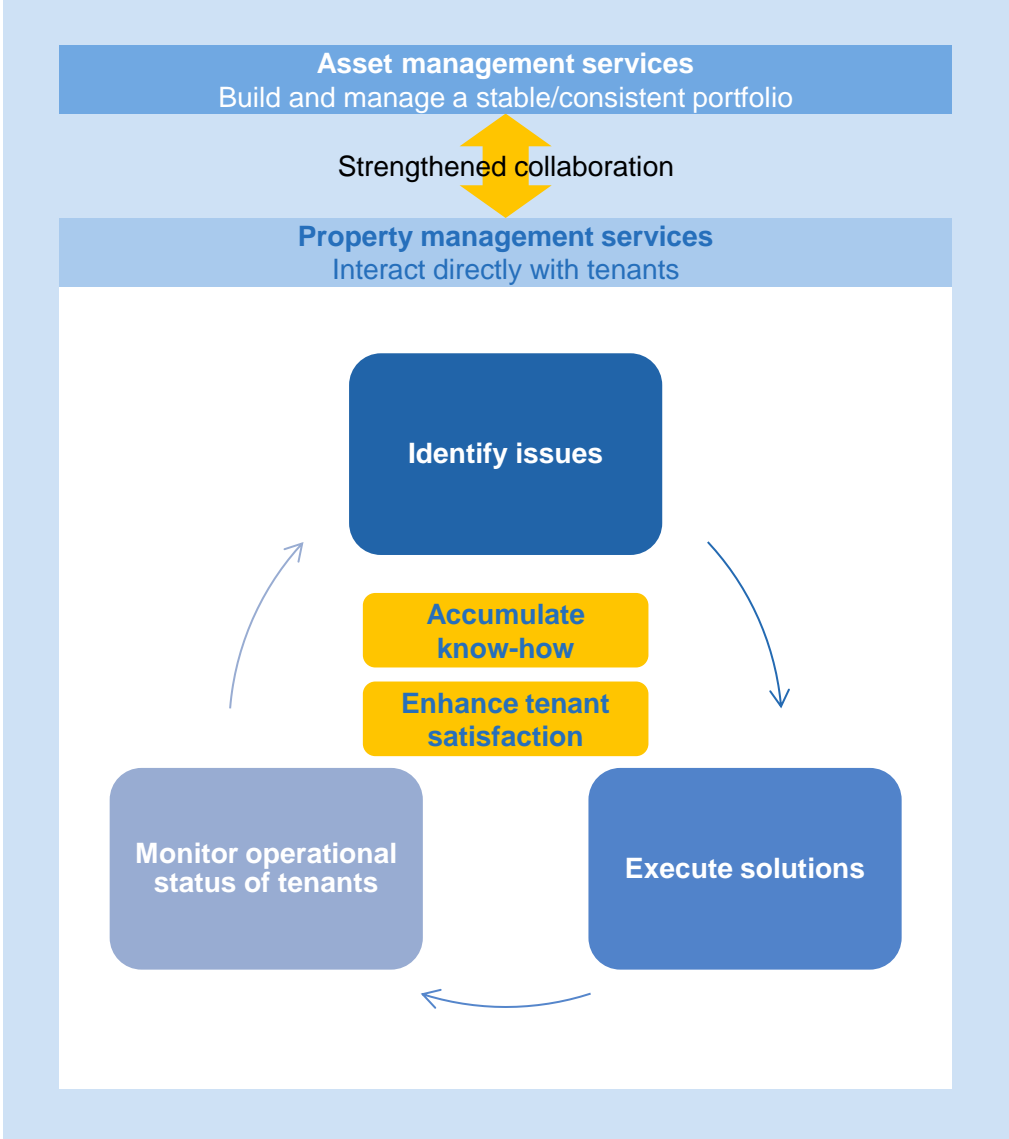 Asset management services
Build and manage a stable/consistent portfolio
Strengthened collaboration
Property management services
Interact directly with tenants
Identify issues
Accumulate
know-how
Enhance tenant
satisfaction
Monitor operational
status of tenants
Execute solutions